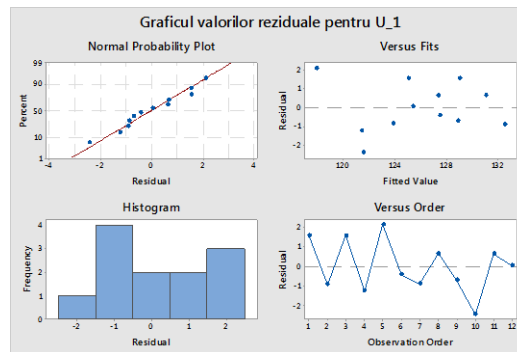 Graficul valorilor reziduale pentru U_1
Normal Probability Plot
99
90
50
10
1
Percent
-4 -2 0 2 4
Residual
Versus Fits
2
1
0
-1
-2
Residual
120 124 128 132
Fitted Value
Histogram
4
3
2
1
0
Frequency
-2 -1 0 1 2
Residual
Versus Order
2
1
0
-1
-2
Residual
1 2 3 4 5 6 7 8 9 10 11 12
Observation Order